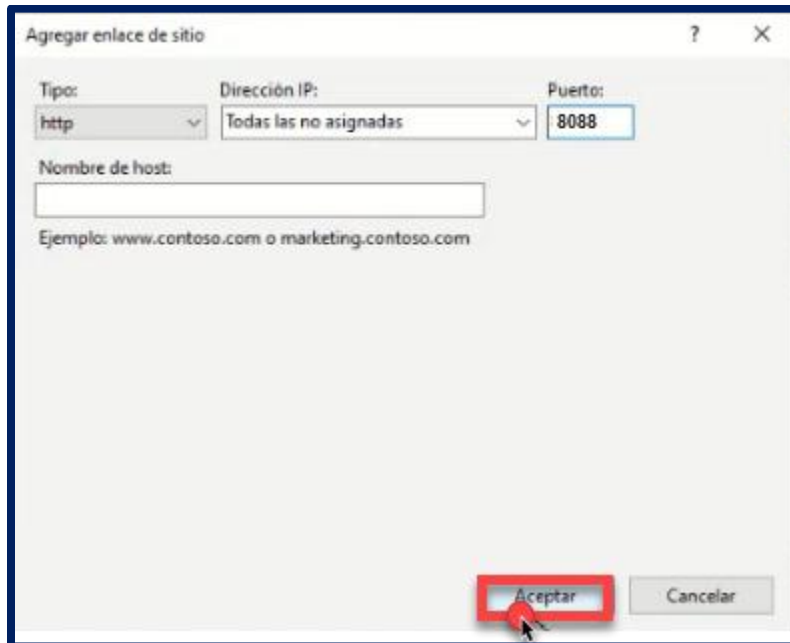 Agregar enlace de sitio ? X
Tipo: Dirección IP: Puerto:
http Todas las no asignadas 8088
Nombre de host:
Ejemplo: www.contoso.com o marketing.contoso.com
Aceptar Cancelar